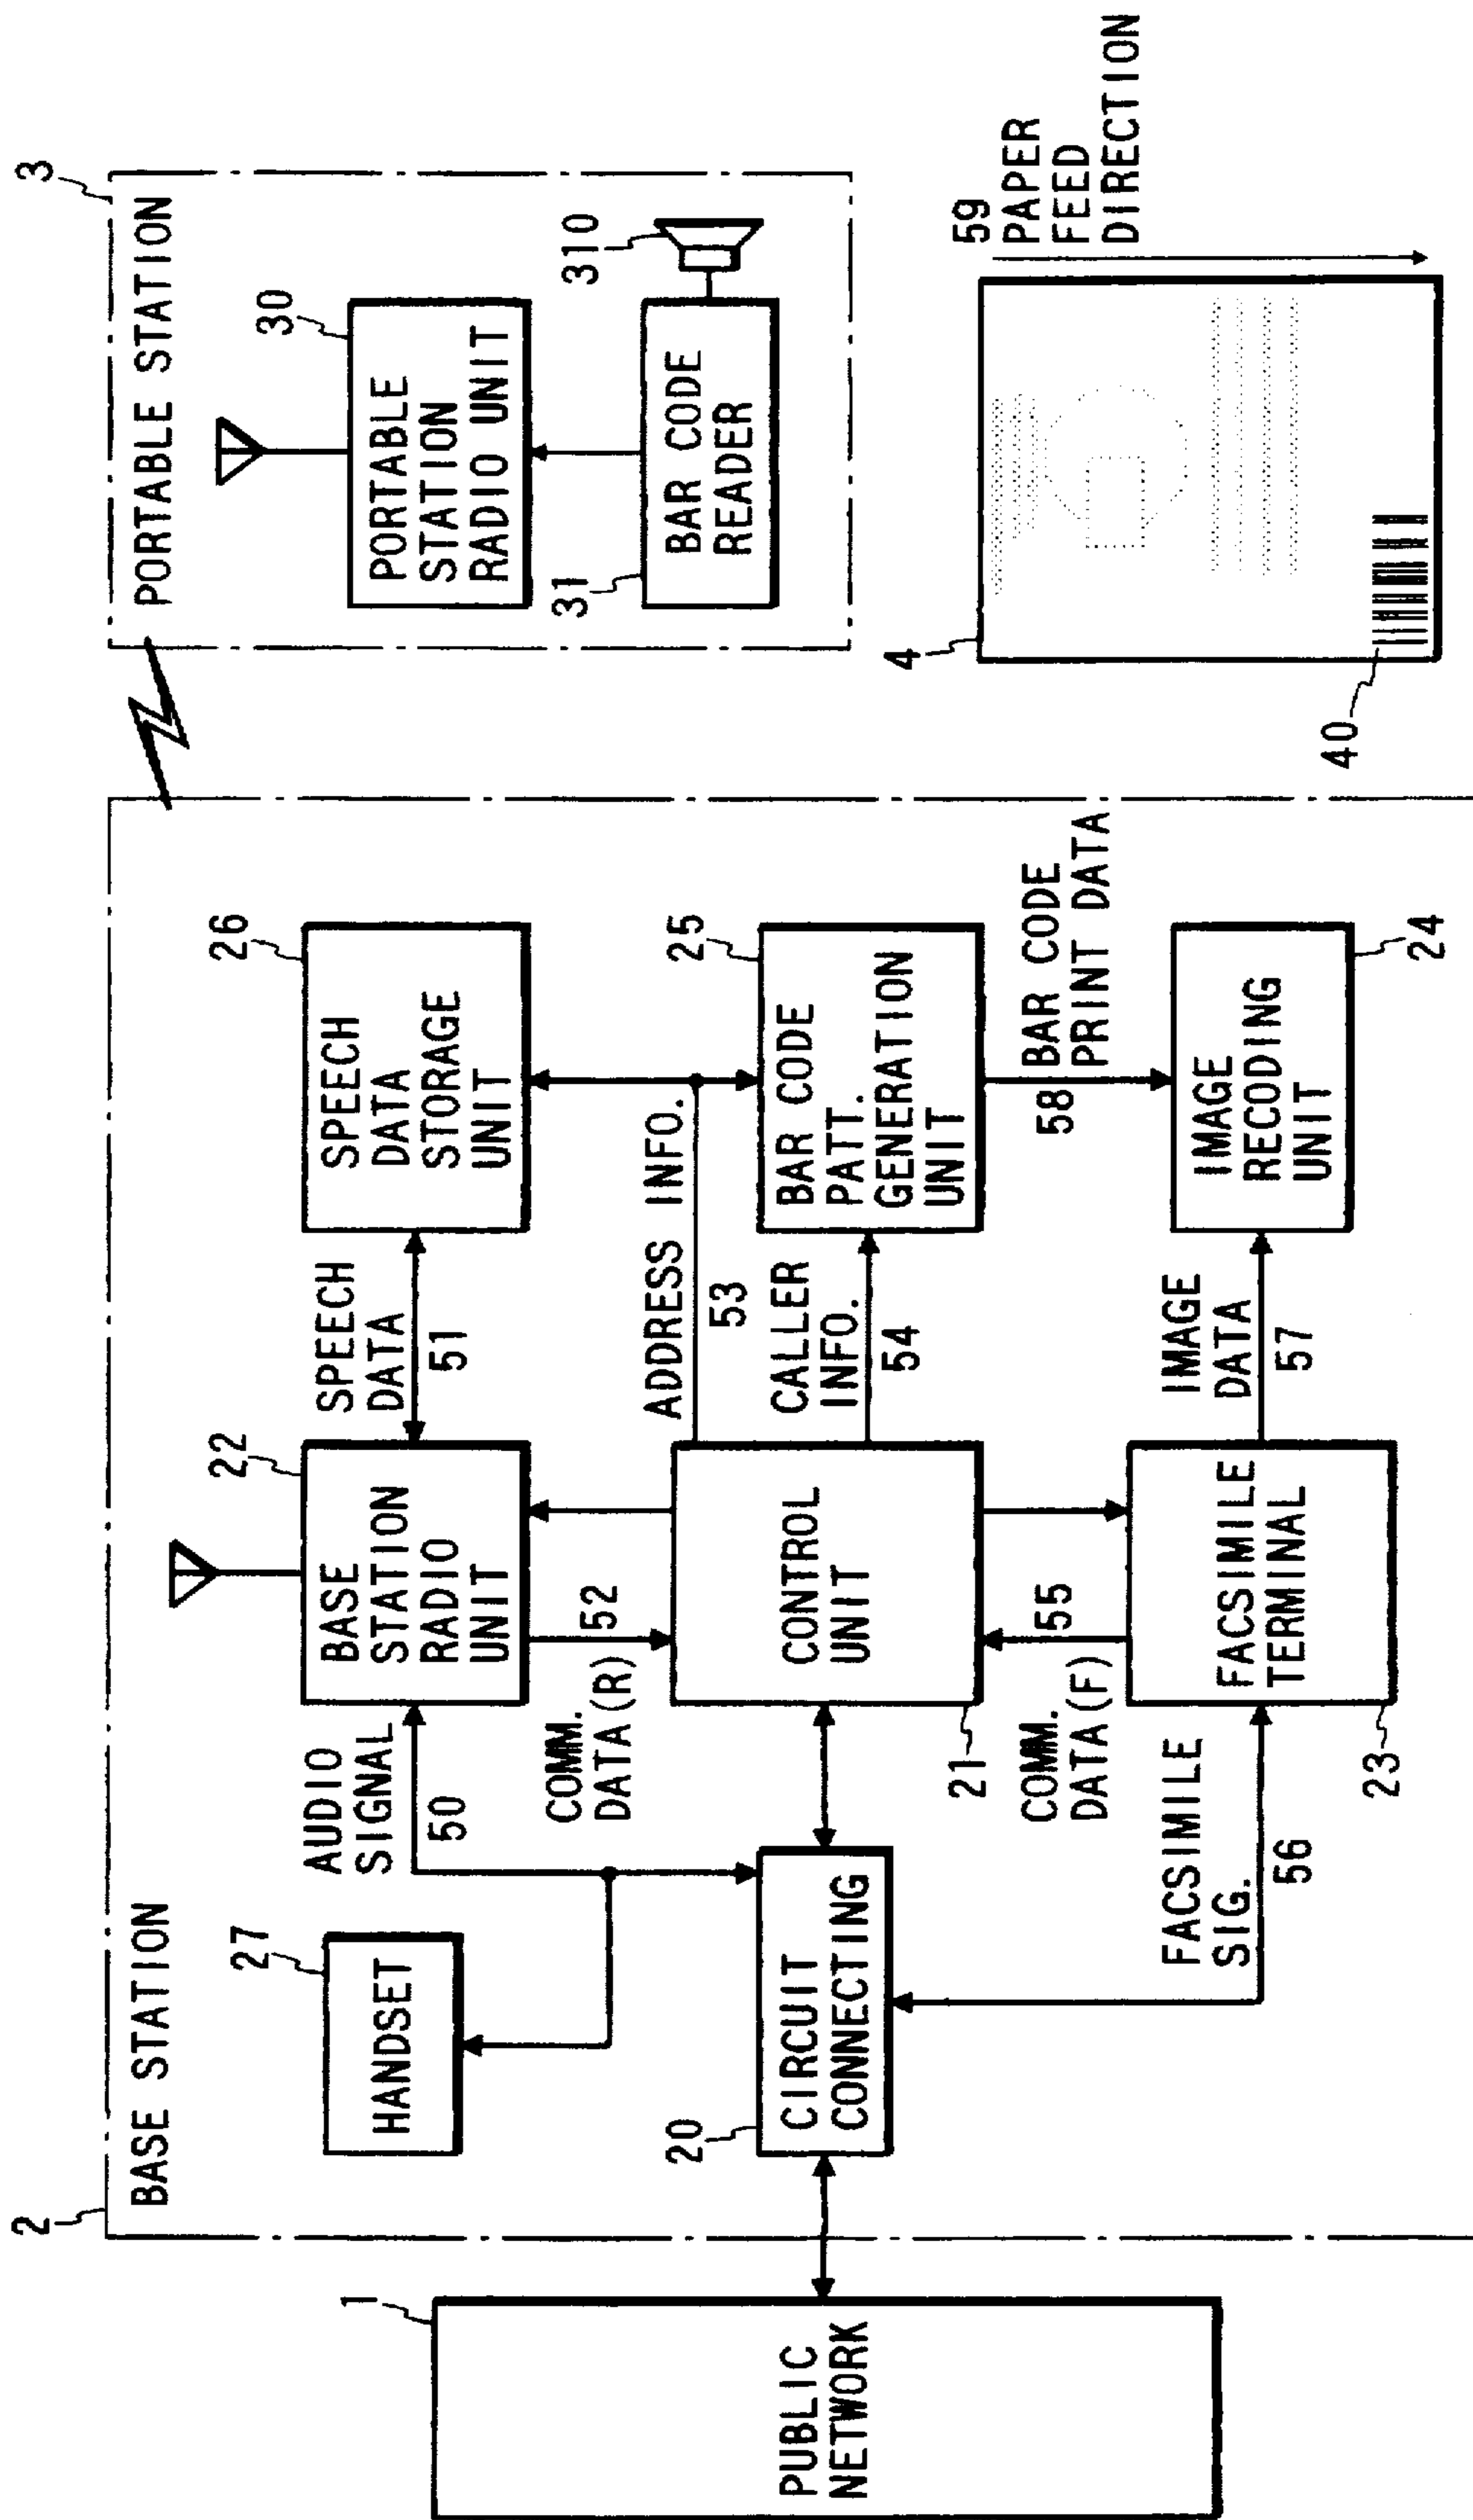 1
PUBLIC
NETWORK
2
BASE STATION
27
HANDSET
20
CIRCUIT
CONNECTING
AUDIO
SIGNAL
50
22
BASE
STATION
RADIO
UNIT
COMM.
DATA(R)
52
CONTROL
UNIT
21
COMM.
DATA(F)
55
FACSIMILE
SIG.
56
FACSIMILE
TERMINAL
23
SPEECH
DATA
51
ADDRESS INFO.
53
CALLER
INFO.
54
IMAGE
DATA
57
26
SPEECH
DATA
STORAGE
UNIT
25
BAR CODE
PATT.
GENERATION
UNIT
58 BAR CODE
PRINT DATA
IMAGE
RECODING
UNIT
24
3
PORTABLE STATION
30
PORTABLE
STATION
RADIO UNIT
31
BAR CODE
READER
310
4
40
59
PAPER
FEED
DIRECTION